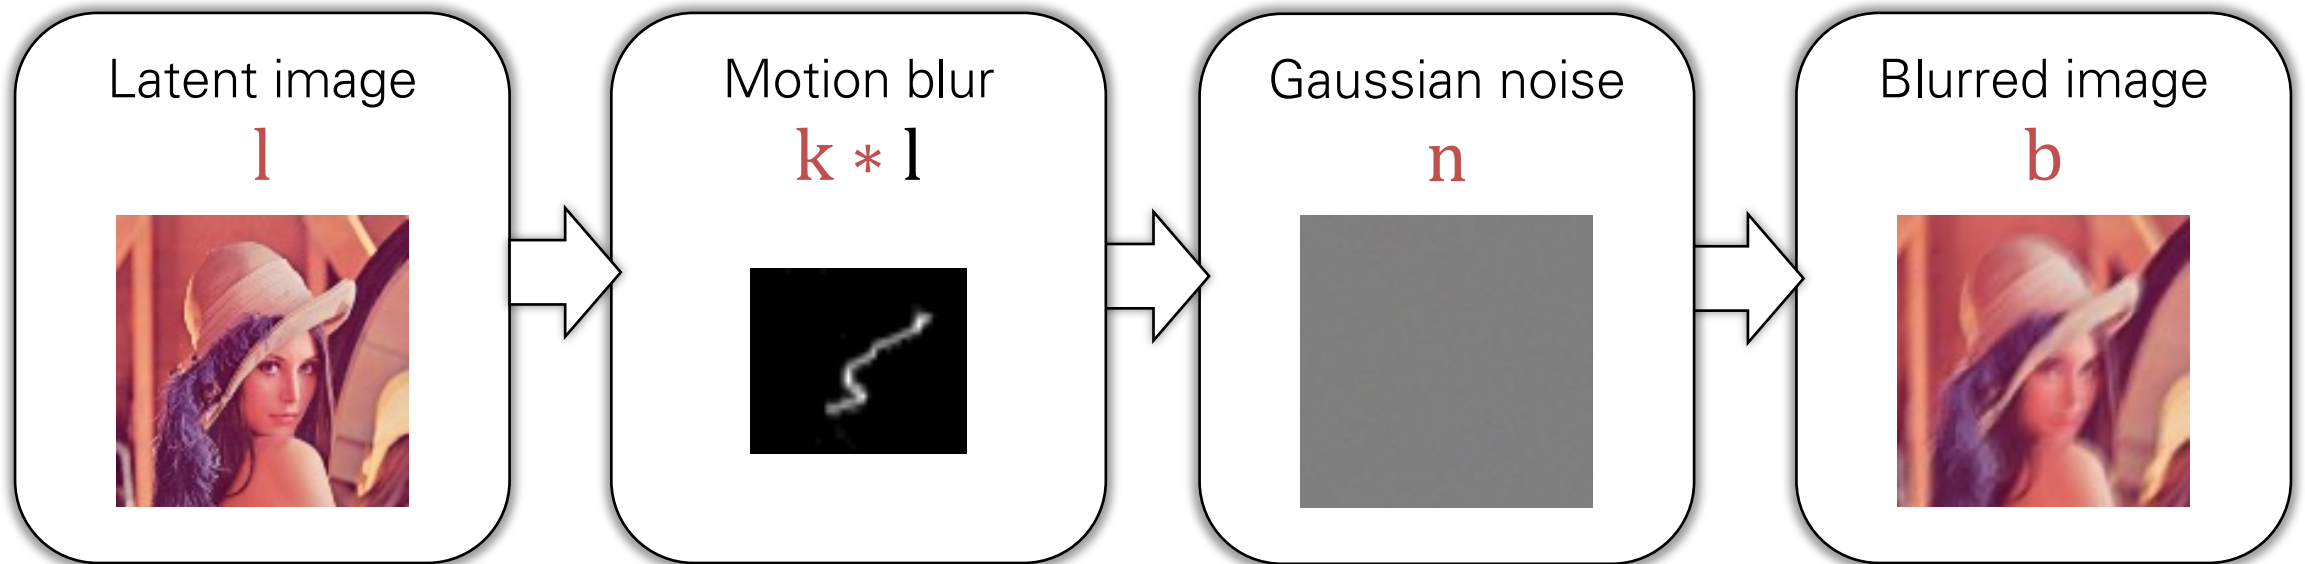 Latent image
l
Motion blur
k * l
Gaussian noise
n
Blurred image
b